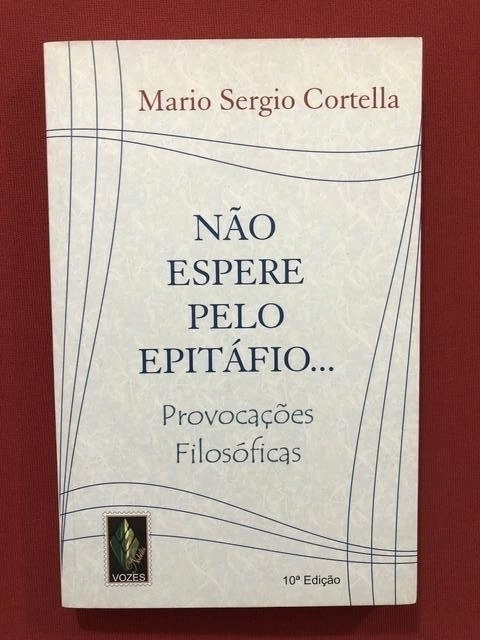 Mario Sergio Cortella
NÃO
ESPERE
PELO
EPITÁFIO...
Provocações
Filosóficas
VOZES
10ª Edição